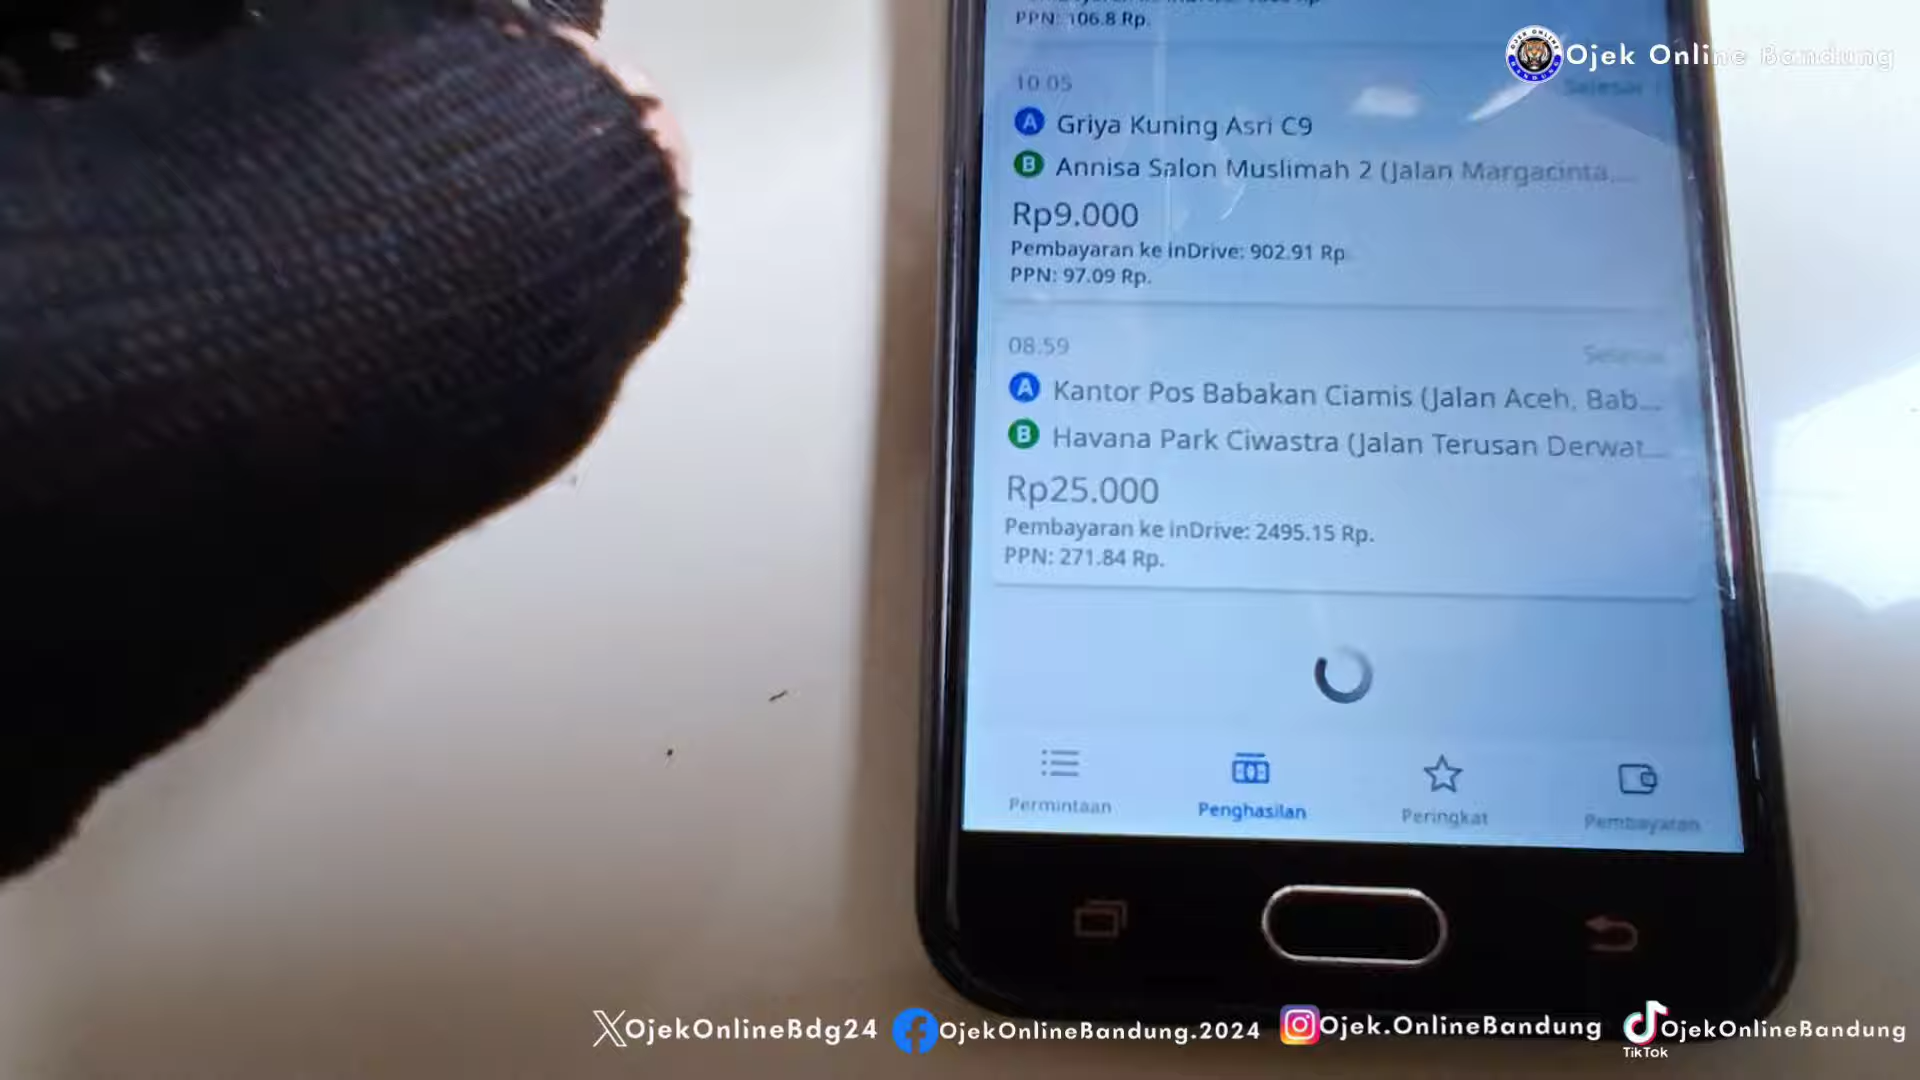 PPN: 106.8 Rp.
Ojek Online Bandung
10.05
Selesai
A Griya Kuning Asri C9
B Annisa Salon Muslimah 2 (Jalan Margacinta,...
Rp9.000
Pembayaran ke inDrive: 902.91 Rp
PPN: 97.09 Rp.
08.59
Selesai
A Kantor Pos Babakan Ciamis (Jalan Aceh, Bab...
B Havana Park Ciwastra (Jalan Terusan Derwat...
Rp25.000
Pembayaran ke inDrive: 2495.15 Rp.
PPN: 271.84 Rp.
Permintaan
Penghasilan
Peringkat
Pembayaran
OjekOnlineBdg24
OjekOnlineBandung.2024
Ojek.OnlineBandung
OjekOnlineBandung
TikTok